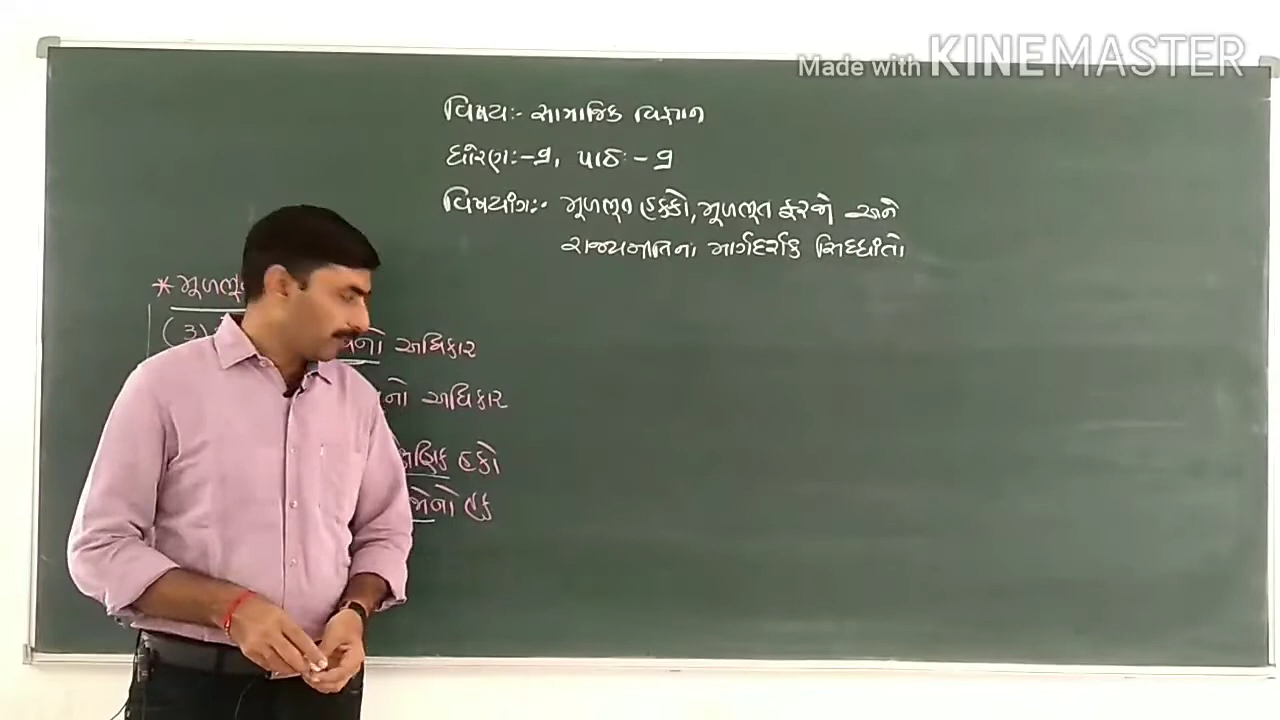 Made with KINEMASTER
વિષય:- સામાજિક વિજ્ઞાન
ધોરણ:- ૯, પાઠ:- ૭
વિષયાંગ:- મૂળભૂત હક્કો, મૂળભૂત ફરજો અને
રાજ્યનીતિના માર્ગદર્શક સિદ્ધાંતો
* મૂળભૂત
(૩) નો અધિકાર
નો અધિકાર
હકો
હક